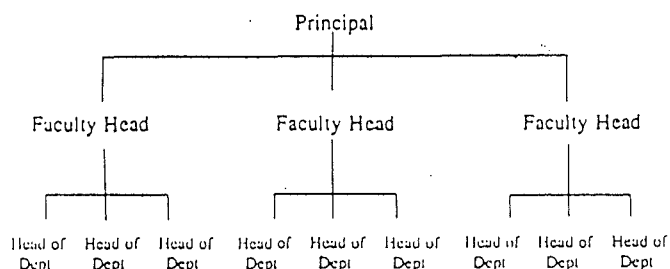 Principal
Faculty Head Faculty Head Faculty Head
Head of Head of Head of Head of Head of Head of Head of Head of Head of
Dept Dept Dept Dept Dept Dept Dept Dept Dept